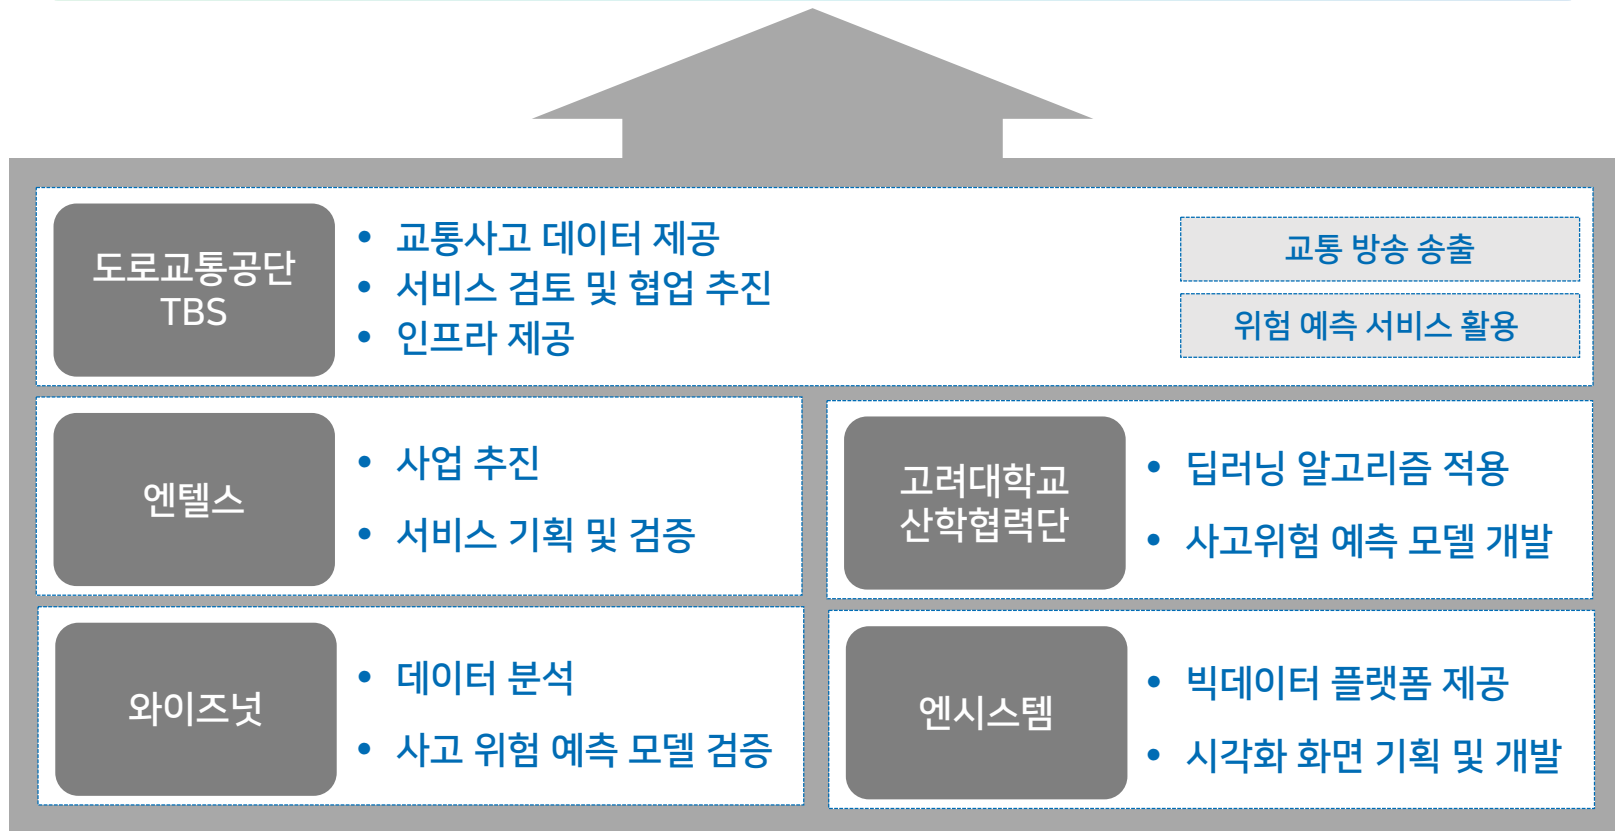 도로교통공단
TBS
• 교통사고 데이터 제공
• 서비스 검토 및 협업 추진
• 인프라 제공
교통 방송 송출
위험 예측 서비스 활용
엔텔스
• 사업 추진
• 서비스 기획 및 검증
고려대학교
산학협력단
• 딥러닝 알고리즘 적용
• 사고위험 예측 모델 개발
와이즈넛
• 데이터 분석
• 사고 위험 예측 모델 검증
엔시스템
• 빅데이터 플랫폼 제공
• 시각화 화면 기획 및 개발